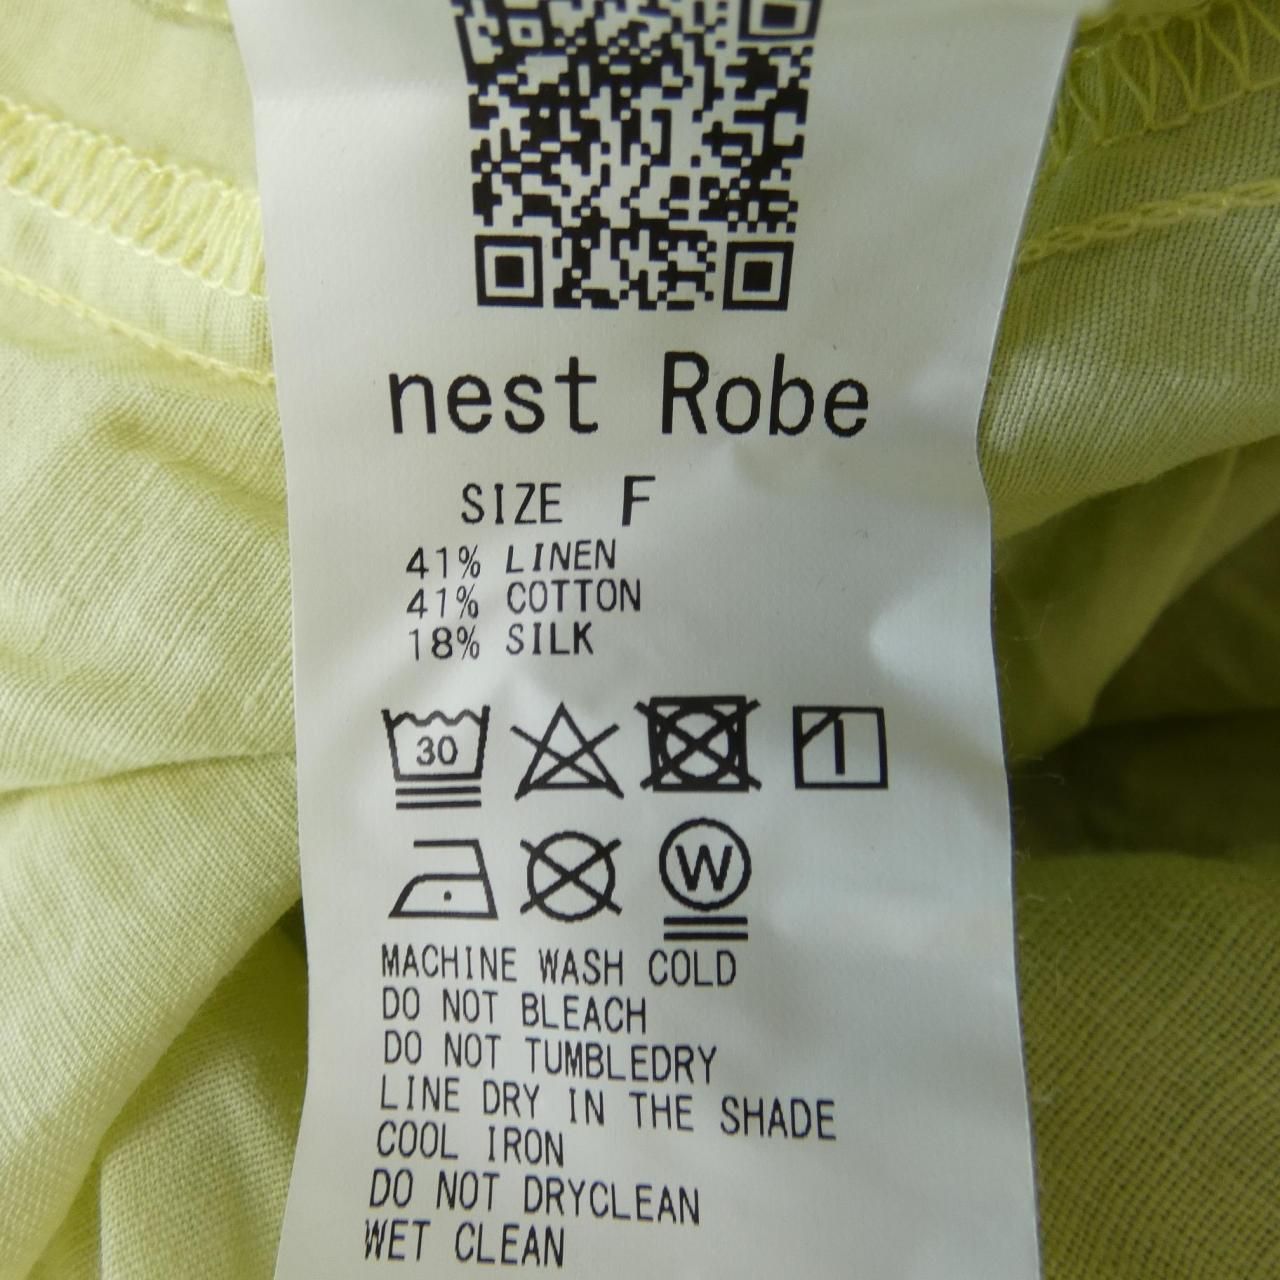 nest Robe
SIZE F
41% LINEN
41% COTTON
18% SILK
30
W
MACHINE WASH COLD
DO NOT BLEACH
DO NOT TUMBLEDRY
LINE DRY IN THE SHADE
COOL IRON
DO NOT DRYCLEAN
WET CLEAN